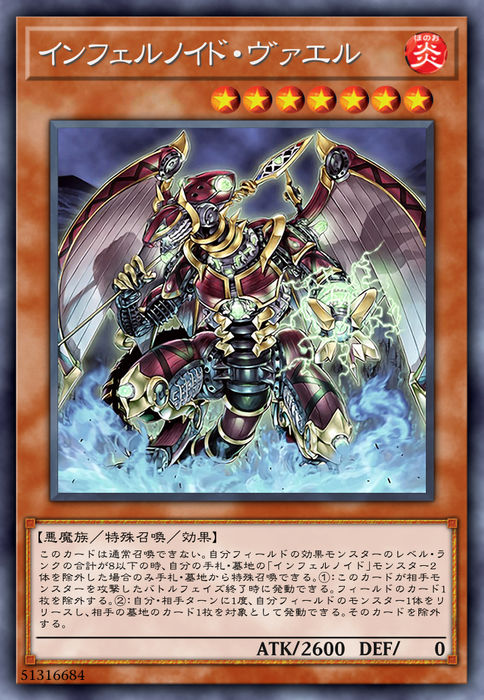 インフェルノイド・ヴァエル
ほのお
炎
【悪魔族／特殊召喚／効果】
このカードは通常召喚できない。自分フィールドの効果モンスターのレベル・ラ
ンクの合計が8以下の時、自分の手札・墓地の「インフェルノイド」モンスター2
体を除外した場合のみ手札・墓地から特殊召喚できる。①:このカードが相手モ
ンスターを攻撃したバトルフェイズ終了時に発動できる。フィールドのカード1
枚を除外する。②:自分・相手ターンに1度、自分フィールドのモンスター1体をリ
リースし、相手の墓地のカード1枚を対象として発動できる。そのカードを除外
する。
ATK/2600 DEF/ 0
51316684